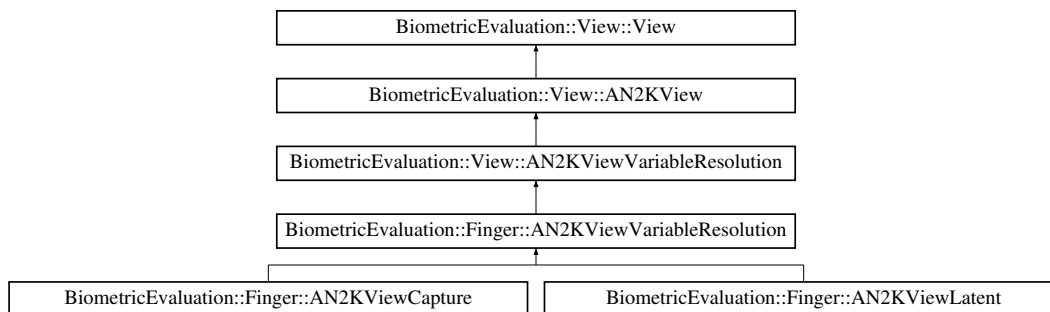 BiometricEvaluation::View::View
BiometricEvaluation::View::AN2KView
BiometricEvaluation::View::AN2KViewVariableResolution
BiometricEvaluation::Finger::AN2KViewVariableResolution
BiometricEvaluation::Finger::AN2KViewCapture
BiometricEvaluation::Finger::AN2KViewLatent